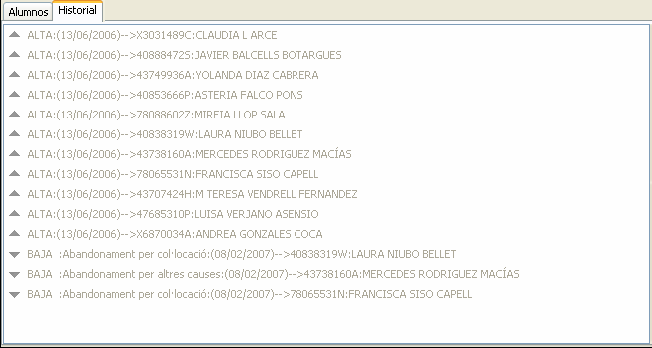 Alumnos Historial
ALTA:(13/06/2006)-->X3031489C:CLAUDIA L ARCE
ALTA:(13/06/2006)-->40888472S:JAVIER BALCELLS BOTARGUES
ALTA:(13/06/2006)-->43749936A:YOLANDA DIAZ CABRERA
ALTA:(13/06/2006)-->40853666P:ASTERIA FALCO PONS
ALTA:(13/06/2006)-->78088602Z:MIREIA LLOP SALA
ALTA:(13/06/2006)-->40838319W:LAURA NIUBO BELLET
ALTA:(13/06/2006)-->43738160A:MERCEDES RODRIGUEZ MACÍAS
ALTA:(13/06/2006)-->78065531N:FRANCISCA SISO CAPELL
ALTA:(13/06/2006)-->43707424H:M TERESA VENDRELL FERNANDEZ
ALTA:(13/06/2006)-->47685310P:LUISA VERJANO ASENSIO
ALTA:(13/06/2006)-->X6870034A:ANDREA GONZALES COCA
BAJA :Abandonament per col·locació:(08/02/2007)-->40838319W:LAURA NIUBO BELLET
BAJA :Abandonament per altres causes:(08/02/2007)-->43738160A:MERCEDES RODRIGUEZ MACÍAS
BAJA :Abandonament per col·locació:(08/02/2007)-->78065531N:FRANCISCA SISO CAPELL